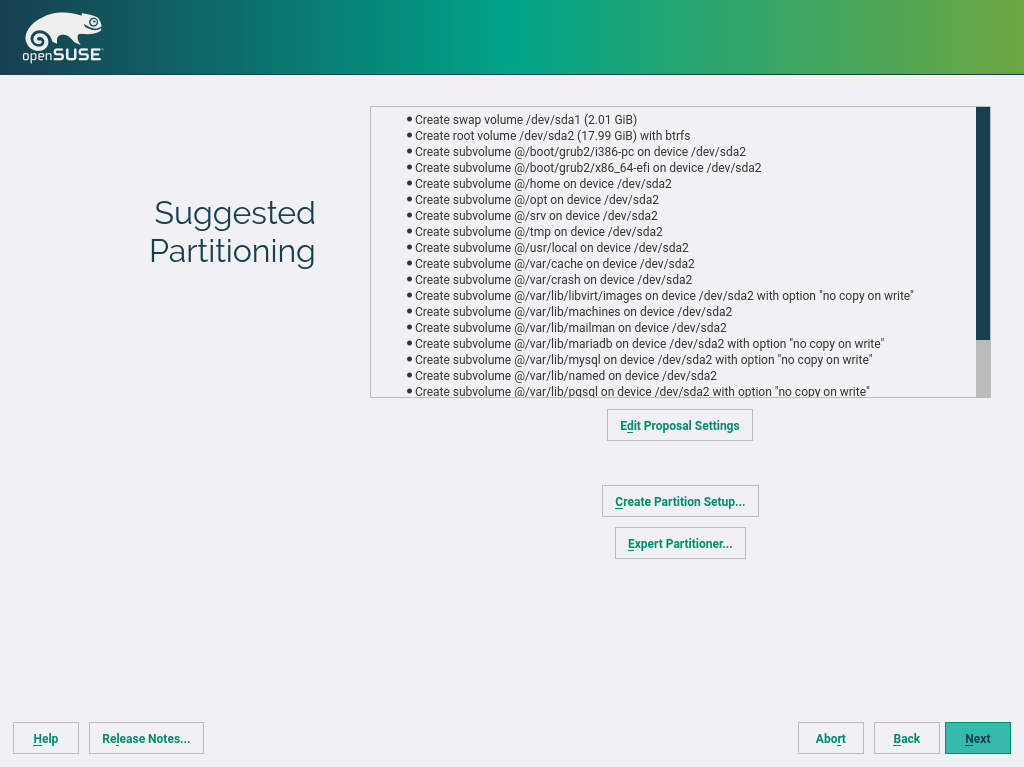 openSUSE
Suggested
Partitioning
Create swap volume /dev/sda1 (2.01 GiB)
Create root volume /dev/sda2 (17.99 GiB) with btrfs
Create subvolume @/boot/grub2/i386-pc on device /dev/sda2
Create subvolume @/boot/grub2/x86_64-efi on device /dev/sda2
Create subvolume @/home on device /dev/sda2
Create subvolume @/opt on device /dev/sda2
Create subvolume @/srv on device /dev/sda2
Create subvolume @/tmp on device /dev/sda2
Create subvolume @/usr/local on device /dev/sda2
Create subvolume @/var/cache on device /dev/sda2
Create subvolume @/var/crash on device /dev/sda2
Create subvolume @/var/lib/libvirt/images on device /dev/sda2 with option "no copy on write"
Create subvolume @/var/lib/machines on device /dev/sda2
Create subvolume @/var/lib/mailman on device /dev/sda2
Create subvolume @/var/lib/mariadb on device /dev/sda2 with option "no copy on write"
Create subvolume @/var/lib/mysql on device /dev/sda2 with option "no copy on write"
Create subvolume @/var/lib/named on device /dev/sda2
Create subvolume @/var/lib/pgsql on device /dev/sda2 with option "no copy on write"
Edit Proposal Settings
Create Partition Setup...
Expert Partitioner...
Help
Release Notes...
Abort
Back
Next